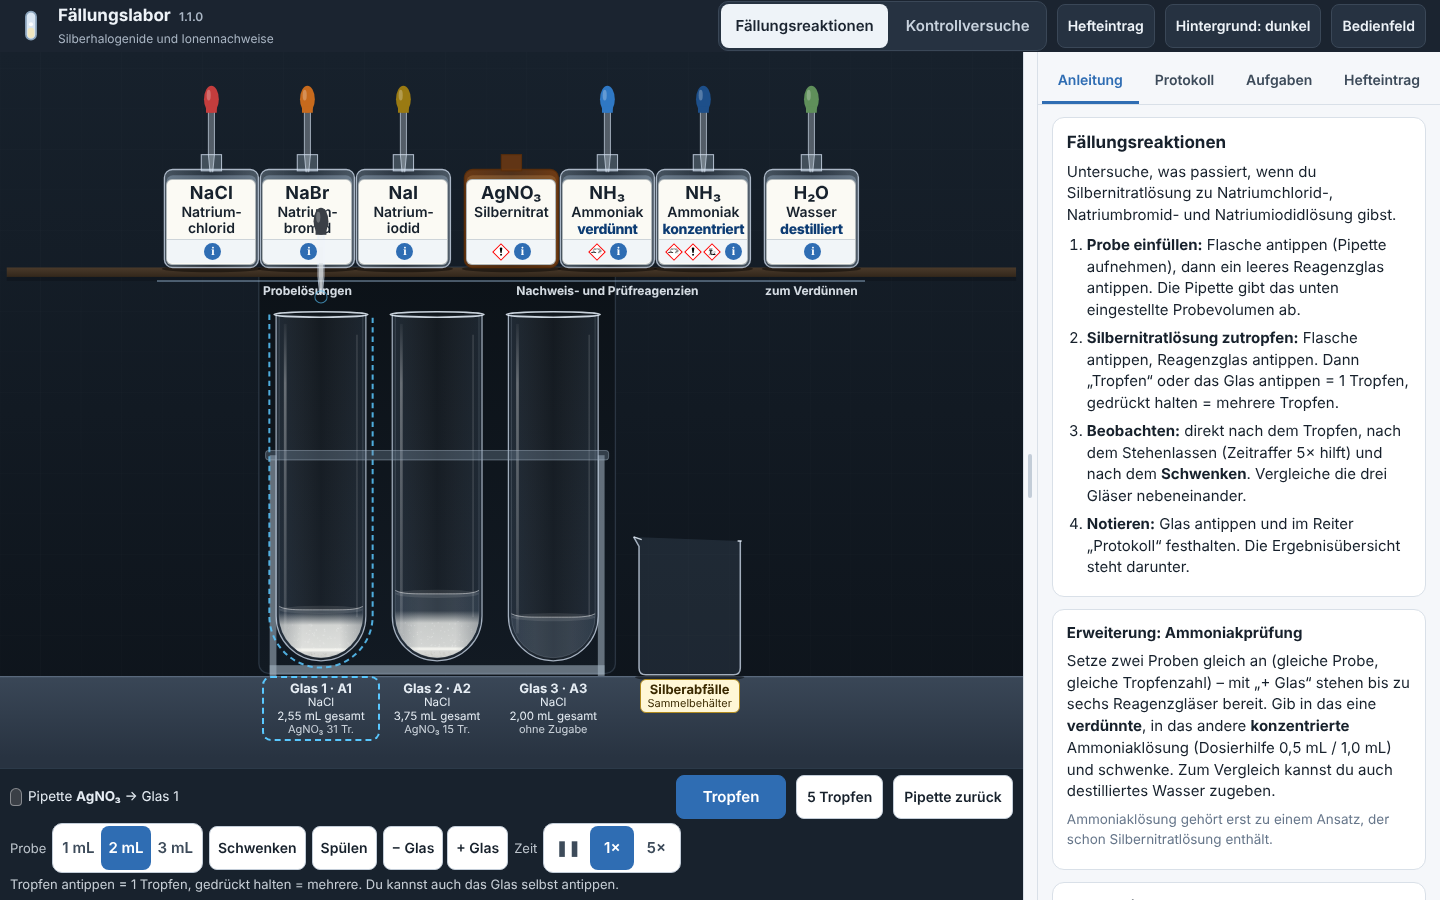 Fällungslabor 1.1.0
Silberhalogenide und Ionennachweise
Fällungsreaktionen
Kontrollversuche
Hefteintrag
Hintergrund: dunkel
Bedienfeld
NaCl
Natrium-
chlorid
NaBr
Natrium-
bromid
NaI
Natrium-
iodid
AgNO₃
Silbernitrat
NH₃
Ammoniak
verdünnt
NH₃
Ammoniak
konzentriert
H₂O
Wasser
destilliert
Probelösungen
Nachweis- und Prüfreagenzien
zum Verdünnen
Glas 1 · A1
NaCl
2,55 mL gesamt
AgNO₃ 31 Tr.
Glas 2 · A2
NaCl
3,75 mL gesamt
AgNO₃ 15 Tr.
Glas 3 · A3
NaCl
2,00 mL gesamt
ohne Zugabe
Silberabfälle
Sammelbehälter
Pipette AgNO₃ → Glas 1
Tropfen
5 Tropfen
Pipette zurück
Probe
1 mL
2 mL
3 mL
Schwenken
Spülen
− Glas
+ Glas
Zeit
1×
5×
Tropfen antippen = 1 Tropfen, gedrückt halten = mehrere. Du kannst auch das Glas selbst antippen.
Anleitung
Protokoll
Aufgaben
Hefteintrag
Fällungsreaktionen
Untersuche, was passiert, wenn du
Silbernitratlösung zu Natriumchlorid-,
Natriumbromid- und Natriumiodidlösung gibst.
1. Probe einfüllen: Flasche antippen (Pipette
aufnehmen), dann ein leeres Reagenzglas
antippen. Die Pipette gibt das unten
eingestellte Probevolumen ab.
2. Silbernitratlösung zutropfen: Flasche
antippen, Reagenzglas antippen. Dann
„Tropfen“ oder das Glas antippen = 1 Tropfen,
gedrückt halten = mehrere Tropfen.
3. Beobachten: direkt nach dem Tropfen, nach
dem Stehenlassen (Zeitraffer 5× hilft) und
nach dem Schwenken. Vergleiche die drei
Gläser nebeneinander.
4. Notieren: Glas antippen und im Reiter
„Protokoll“ festhalten. Die Ergebnisübersicht
steht darunter.
Erweiterung: Ammoniakprüfung
Setze zwei Proben gleich an (gleiche Probe,
gleiche Tropfenzahl) – mit „+ Glas“ stehen bis zu
sechs Reagenzgläser bereit. Gib in das eine
verdünnte, in das andere konzentrierte
Ammoniaklösung (Dosierhilfe 0,5 mL / 1,0 mL)
und schwenke. Zum Vergleich kannst du auch
destilliertes Wasser zugeben.
Ammoniaklösung gehört erst zu einem Ansatz, der
schon Silbernitratlösung enthält.